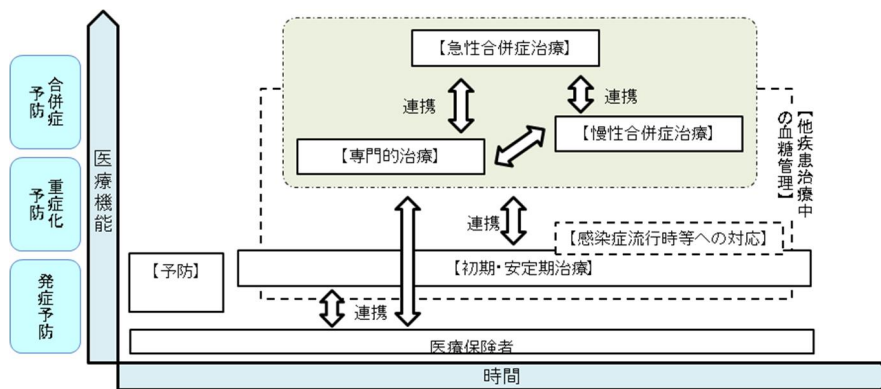 合併症
予防
重症化
予防
発症予防
医療機能
【急性合併症治療】
連携
連携
【慢性合併症治療】
【専門的治療】
【他疾患治療中
の血糖管理】
連携
【感染症流行時等への対応】
【予防】
【初期・安定期治療】
連携
医療保険者
時間